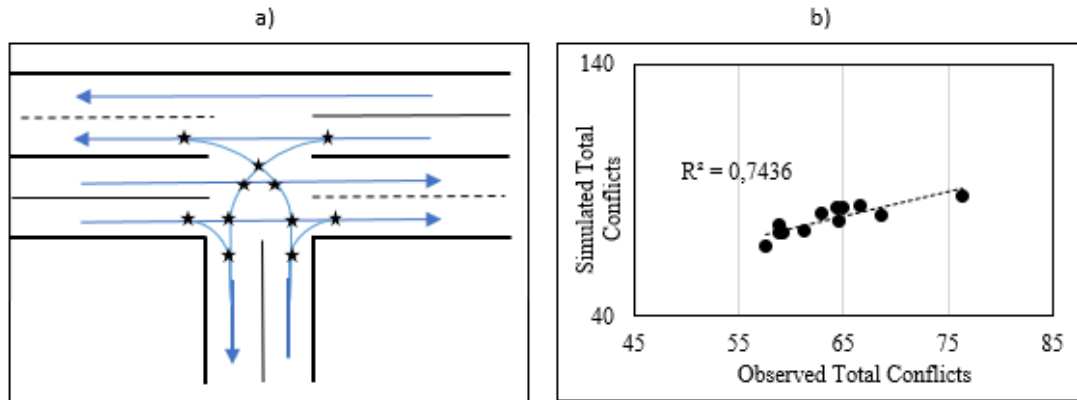 a)
b)
140
Simulated Total
Conflicts
R² = 0,7436
40
45
55
65
75
85
Observed Total Conflicts